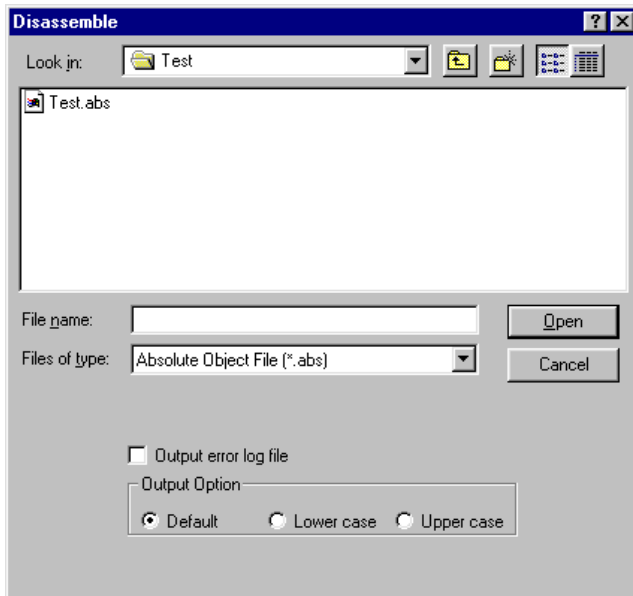 Disassemble
Look in: Test
Test.abs
File name: Open
Files of type: Absolute Object File (*.abs) Cancel
Output error log file
Output Option
Default Lower case Upper case